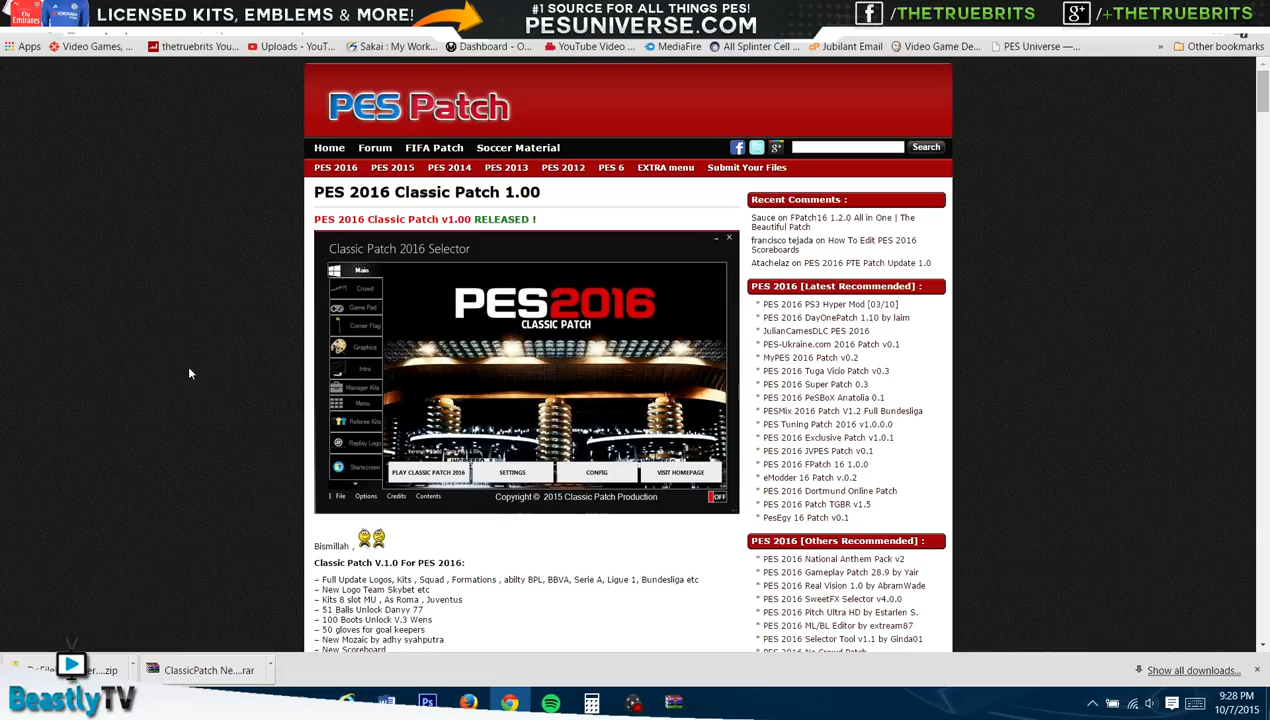 Fly Emirates
YOKOHAMA TYRES
LICENSED KITS, EMBLEMS & MORE!
#1 SOURCE FOR ALL THINGS PES!
PESUNIVERSE.COM
/THETRUEBRITS
/+THETRUEBRITS
Apps
Video Games, ...
thetruebrits You...
Uploads - YouT...
Sakai : My Work...
Dashboard - O...
YouTube Video ...
MediaFire
All Splinter Cell ...
Jubilant Email
Video Game De...
PES Universe —...
»
Other bookmarks
PES Patch
Home
Forum
FIFA Patch
Soccer Material
Search
PES 2016
PES 2015
PES 2014
PES 2013
PES 2012
PES 6
EXTRA menu
Submit Your Files
PES 2016 Classic Patch 1.00
PES 2016 Classic Patch v1.00 RELEASED !
Classic Patch 2016 Selector
Main
Crowd
Game Pad
Corner Flag
Graphics
Intro
Manager Kits
Menu
Referee Kits
Replay Logo
Startscreen
PES2016
CLASSIC PATCH
PLAY CLASSIC PATCH 2016
SETTINGS
CONFIG
VISIT HOMEPAGE
File
Options
Credits
Contents
Copyright © 2015 Classic Patch Production
OFF
Bismillah ,
Classic Patch V.1.0 For PES 2016:
– Full Update Logos, Kits , Squad , Formations , abilty BPL, BBVA, Serie A, Ligue 1, Bundesliga etc
– New Logo Team Skybet etc
– Kits 8 slot MU , As Roma , Juventus
– 51 Balls Unlock Danyy 77
– 100 Boots Unlock V.3 Wens
– 50 gloves for goal keepers
– New Mozaic by adhy syahputra
– New Scoreboard
Recent Comments :
Sauce on FPatch16 1.2.0 All in One | The
Beautiful Patch
francisco tejada on How To Edit PES 2016
Scoreboards
Atachelaz on PES 2016 PTE Patch Update 1.0
PES 2016 [Latest Recommended] :
* PES 2016 PS3 Hyper Mod [03/10]
* PES 2016 DayOnePatch 1.10 by laim
* JulianCamesDLC PES 2016
* PES-Ukraine.com 2016 Patch v0.1
* MyPES 2016 Patch v0.2
* PES 2016 Tuga Vicio Patch v0.3
* PES 2016 Super Patch 0.3
* PES 2016 PeSBoX Anatolia 0.1
* PESMix 2016 Patch V1.2 Full Bundesliga
* PES Tuning Patch 2016 v1.0.0.0
* PES 2016 Exclusive Patch v1.0.1
* PES 2016 JVPES Patch v0.1
* PES 2016 FPatch 16 1.0.0
* eModder 16 Patch v.0.2
* PES 2016 Dortmund Online Patch
* PES 2016 Patch TGBR v1.5
* PesEgy 16 Patch v0.1
PES 2016 [Others Recommended] :
* PES 2016 National Anthem Pack v2
* PES 2016 Gameplay Patch 28.9 by Yair
* PES 2016 Real Vision 1.0 by AbramWade
* PES 2016 SweetFX Selector v4.0.0
* PES 2016 Pitch Ultra HD by Estarlen S.
* PES 2016 ML/BL Editor by extream87
* PES 2016 Selector Tool v1.1 by Ginda01
ClassicPatch Ne....rar
Show all downloads...
BeastlyTV
9:28 PM
10/7/2015